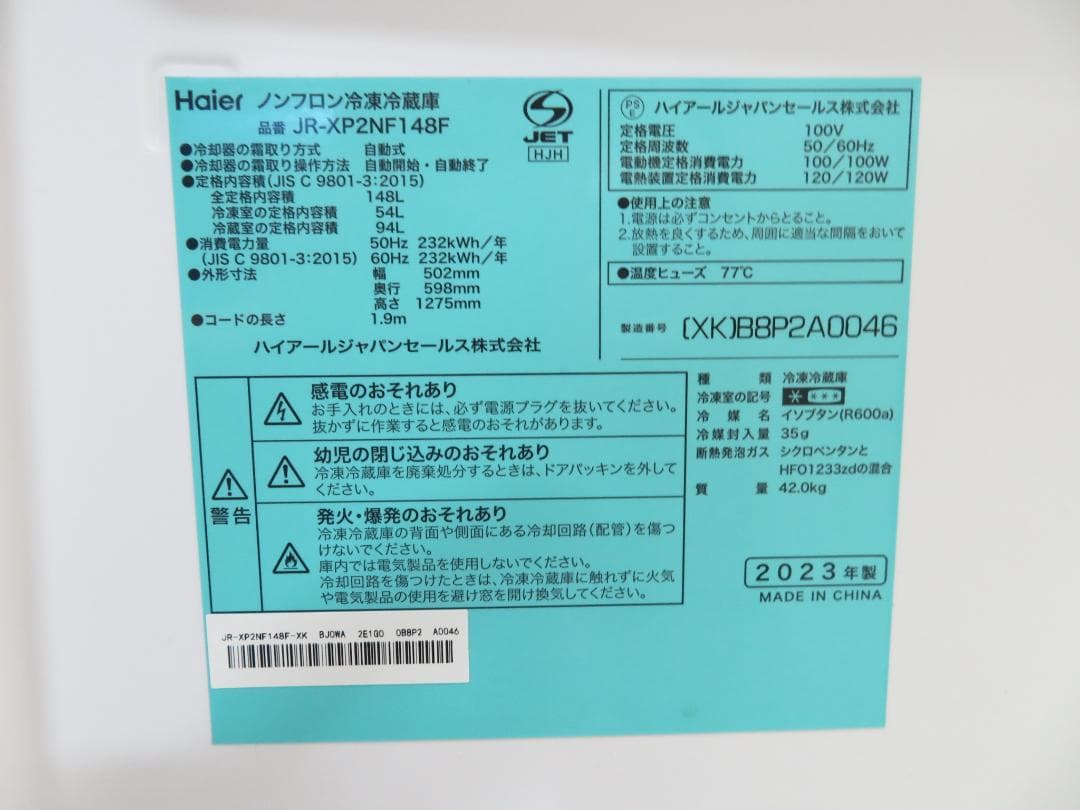 Haier ノンフロン冷凍冷蔵庫
品番 JR-XP2NF148F
●冷却器の霜取り方式 自動式
●冷却器の霜取り操作方法 自動開始・自動終了
●定格内容積(JIS C 9801-3:2015)
全定格内容積 148L
冷凍室の定格内容積 54L
冷蔵室の定格内容積 94L
●消費電力量 50Hz 232kWh/年
(JIS C 9801-3:2015) 60Hz 232kWh/年
●外形寸法 幅 502mm
奥行 598mm
高さ 1275mm
●コードの長さ 1.9m
ハイアールジャパンセールス株式会社
JET
HJH
PS
E
ハイアールジャパンセールス株式会社
定格電圧 100V
定格周波数 50/60Hz
電動機定格消費電力 100/100W
電熱装置定格消費電力 120/120W
●使用上の注意
1.電源は必ずコンセントからとること。
2.放熱を良くするため、周囲に適当な間隔をおいて
設置すること。
●温度ヒューズ 77℃
製造番号 (XK)B8P2A0046
警告
感電のおそれあり
お手入れのときには、必ず電源プラグを抜いてください。
抜かずに作業すると感電のおそれがあります。
幼児の閉じ込みのおそれあり
冷凍冷蔵庫を廃棄処分するときは、ドアパッキンを外して
ください。
発火・爆発のおそれあり
冷凍冷蔵庫の背面や側面にある冷却回路(配管)を傷つ
けないでください。
庫内では電気製品を使用しないでください。
冷却回路を傷つけたときは、冷凍冷蔵庫に触れずに火気
や電気製品の使用を避け窓を開け換気してください。
種類 冷凍冷蔵庫
冷凍室の記号 * ***
冷媒名 イソブタン(R600a)
冷媒封入量 35g
断熱発泡ガス シクロペンタンと
HFO1233zdの混合
質量 42.0kg
2023年製
MADE IN CHINA
JR-XP2NF148F-XK BJ0WA 2E1G0 0B8P2 A0046